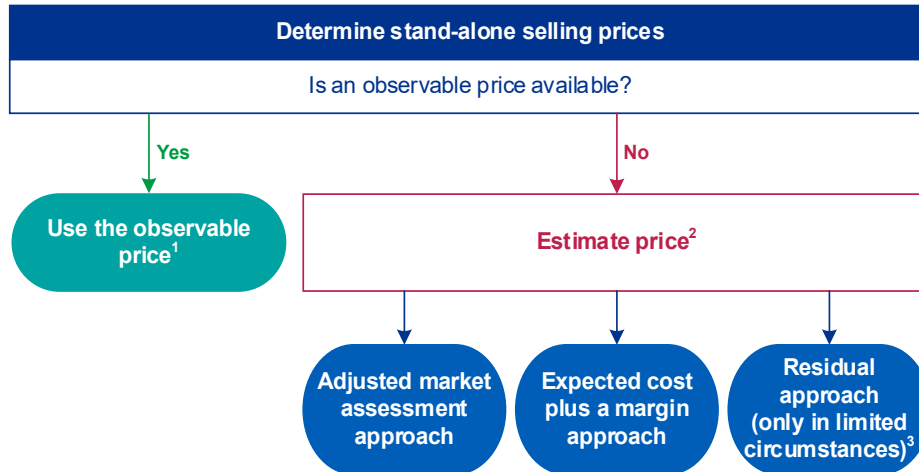 Determine stand-alone selling prices
Is an observable price available?
Yes
No
Use the observable
price¹
Estimate price²
Adjusted market
assessment
approach
Expected cost
plus a margin
approach
Residual
approach
(only in limited
circumstances)³